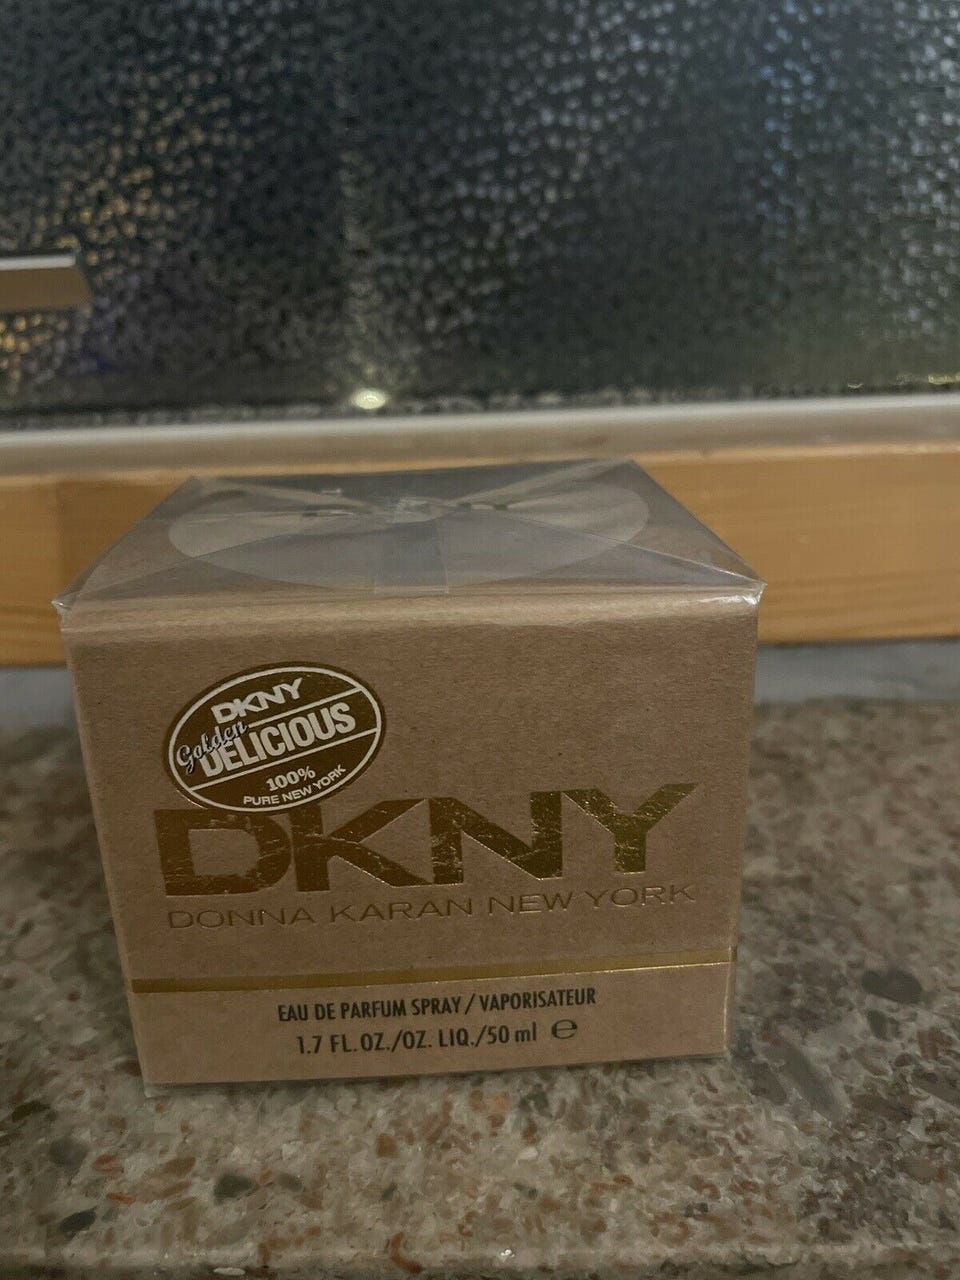 DKNY
Golden
DELICIOUS
100%
PURE NEW YORK
DKNY
DONNA KARAN NEW YORK
EAU DE PARFUM SPRAY / VAPORISATEUR
1.7 FL.OZ./OZ. LIQ./50 ml ℮